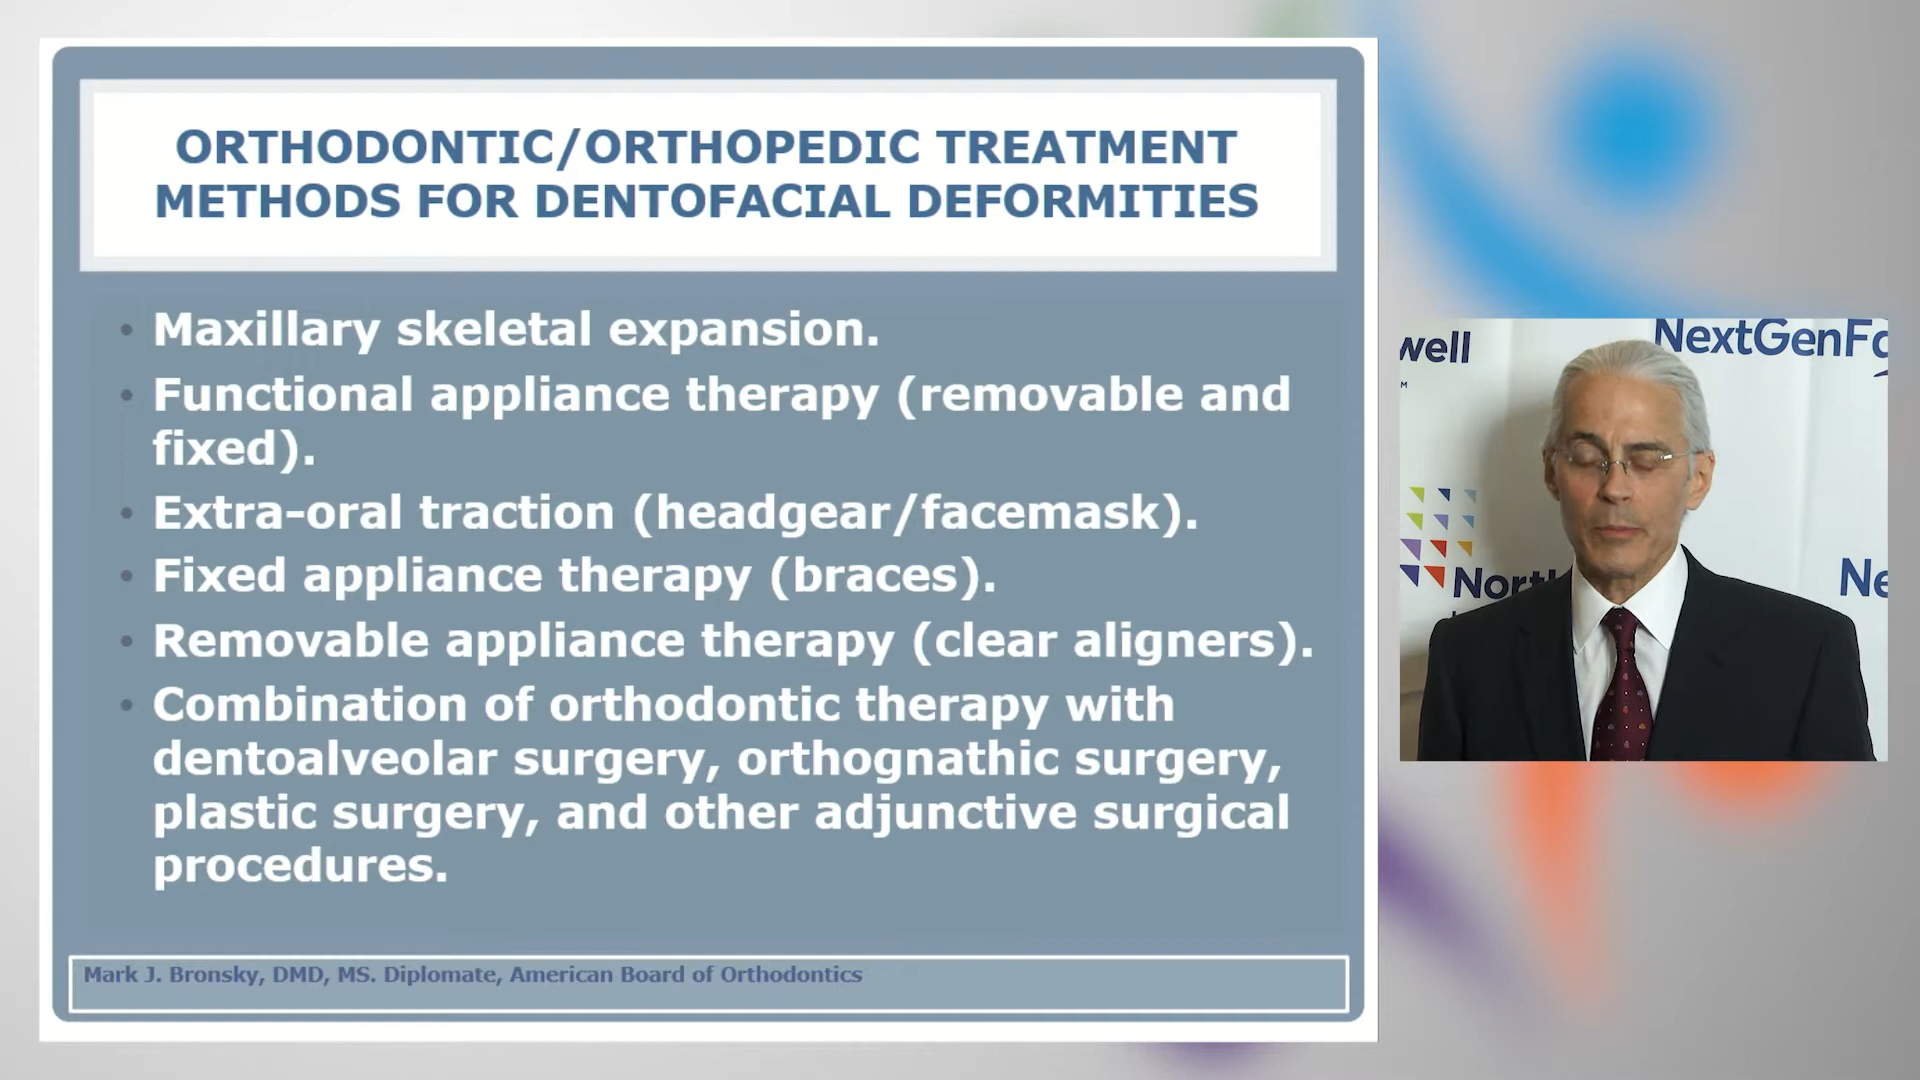 ORTHODONTIC/ORTHOPEDIC TREATMENT
METHODS FOR DENTOFACIAL DEFORMITIES
• Maxillary skeletal expansion.
• Functional appliance therapy (removable and
fixed).
• Extra-oral traction (headgear/facemask).
• Fixed appliance therapy (braces).
• Removable appliance therapy (clear aligners).
• Combination of orthodontic therapy with
dentoalveolar surgery, orthognathic surgery,
plastic surgery, and other adjunctive surgical
procedures.
Mark J. Bronsky, DMD, MS. Diplomate, American Board of Orthodontics
well
NextGenFa
Nort
Ne